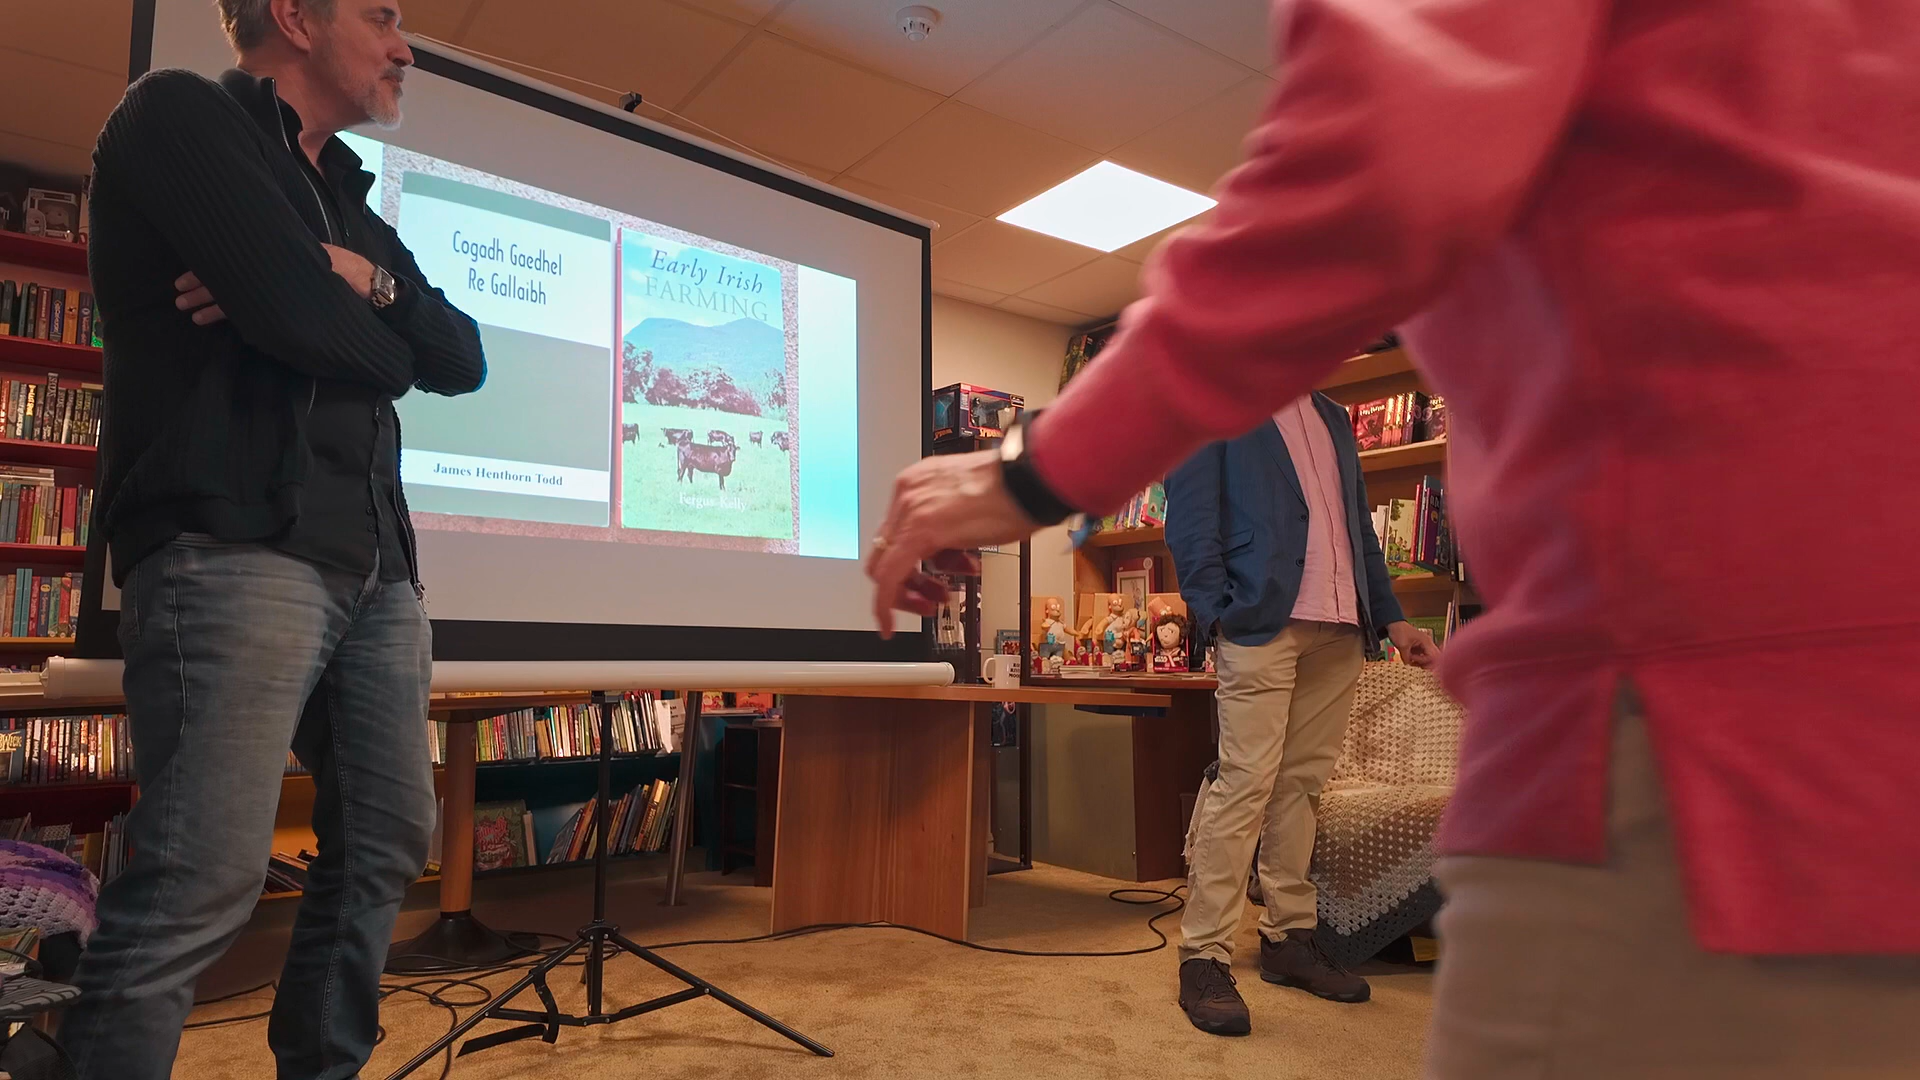 Cogadh Gaedhel
Re Gallaibh
James Henthorn Todd
Early Irish
FARMING
Fergus Kelly